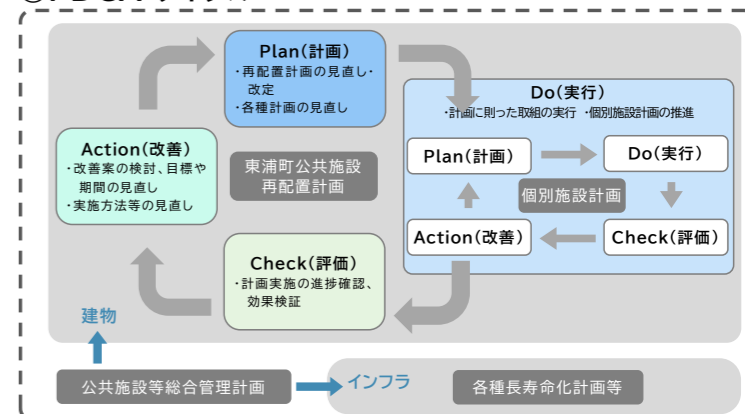 Plan(計画)
・再配置計画の見直し・
改定
・各種計画の見直し
Do(実行)
・計画に則った取組の実行 ・個別施設計画の推進
Plan(計画)
Do(実行)
個別施設計画
Action(改善)
Check(評価)
Action(改善)
・改善案の検討、目標や
期間の見直し
・実施方法等の見直し
東浦町公共施設
再配置計画
Check(評価)
・計画実施の進捗確認、
効果検証
建物
公共施設等総合管理計画
インフラ
各種長寿命化計画等